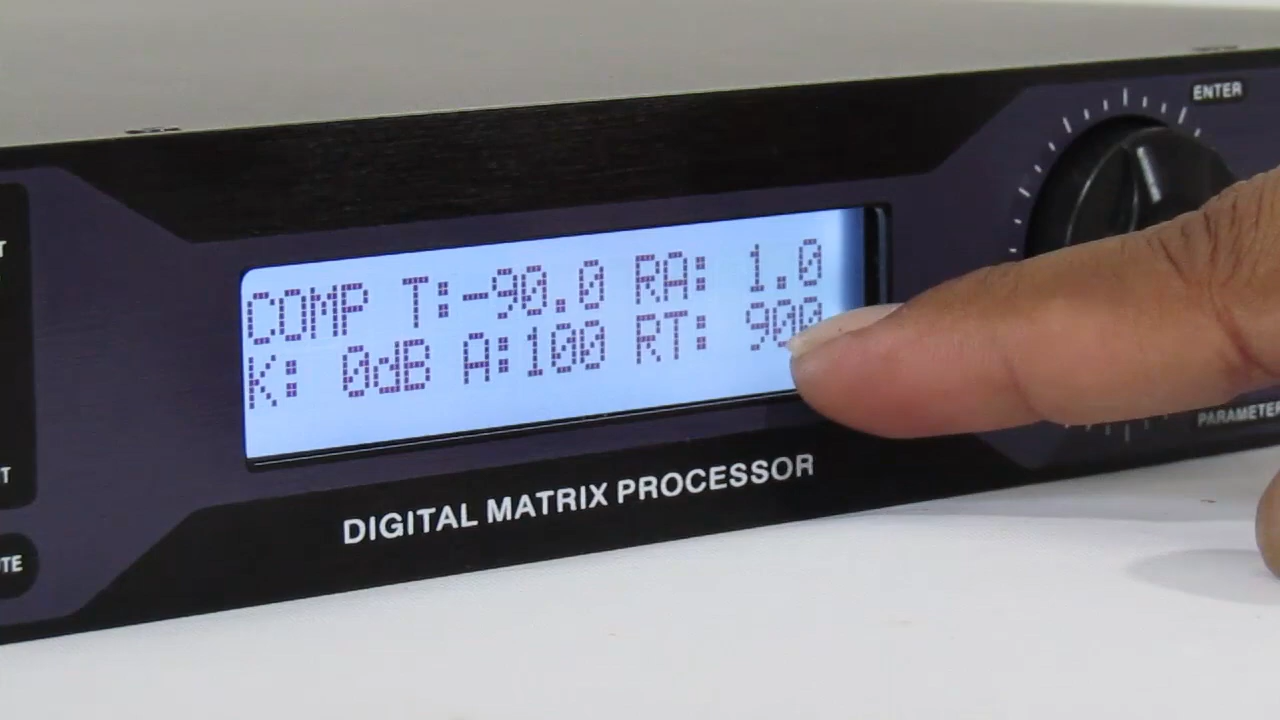 ENTER
COMP T:-90.0 RA: 1.0
K: 0dB A:100 RT: 900
PARAMETER
DIGITAL MATRIX PROCESSOR